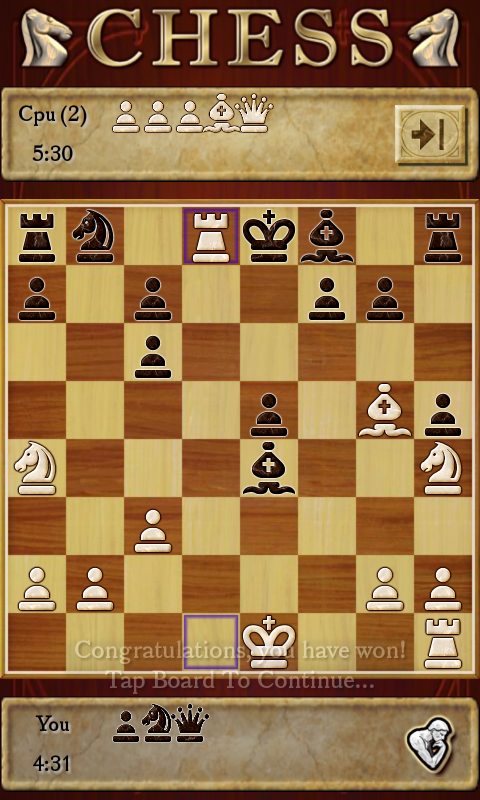 CHESS
Cpu (2)
5:30
Congratulations, you have won!
Tap Board To Continue...
You
4:31